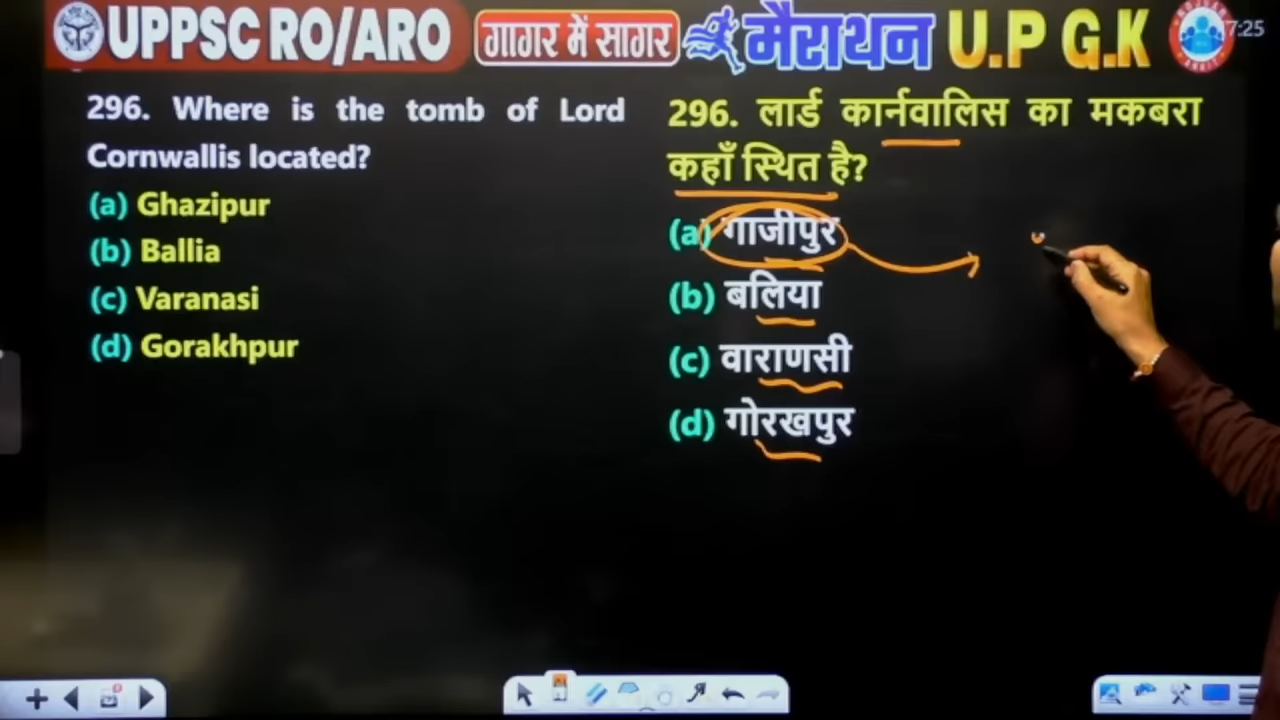 UPPSC RO/ARO गागर में सागर मैराथन U.P G.K
7:25
296. Where is the tomb of Lord
Cornwallis located?
(a) Ghazipur
(b) Ballia
(c) Varanasi
(d) Gorakhpur
296. लार्ड कार्नवालिस का मकबरा
कहाँ स्थित है?
(a) गाजीपुर
(b) बलिया
(c) वाराणसी
(d) गोरखपुर